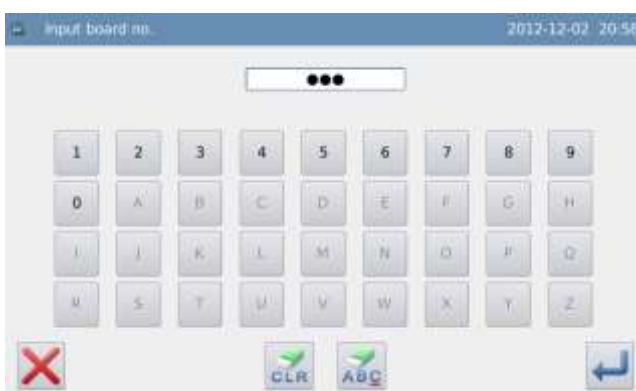 Input board no. 2012-12-02 20:58
●●●
1 2 3 4 5 6 7 8 9
0 A B C D E F G H
I J K L M N O P Q
R S T U V W X Y Z
CLR ABC